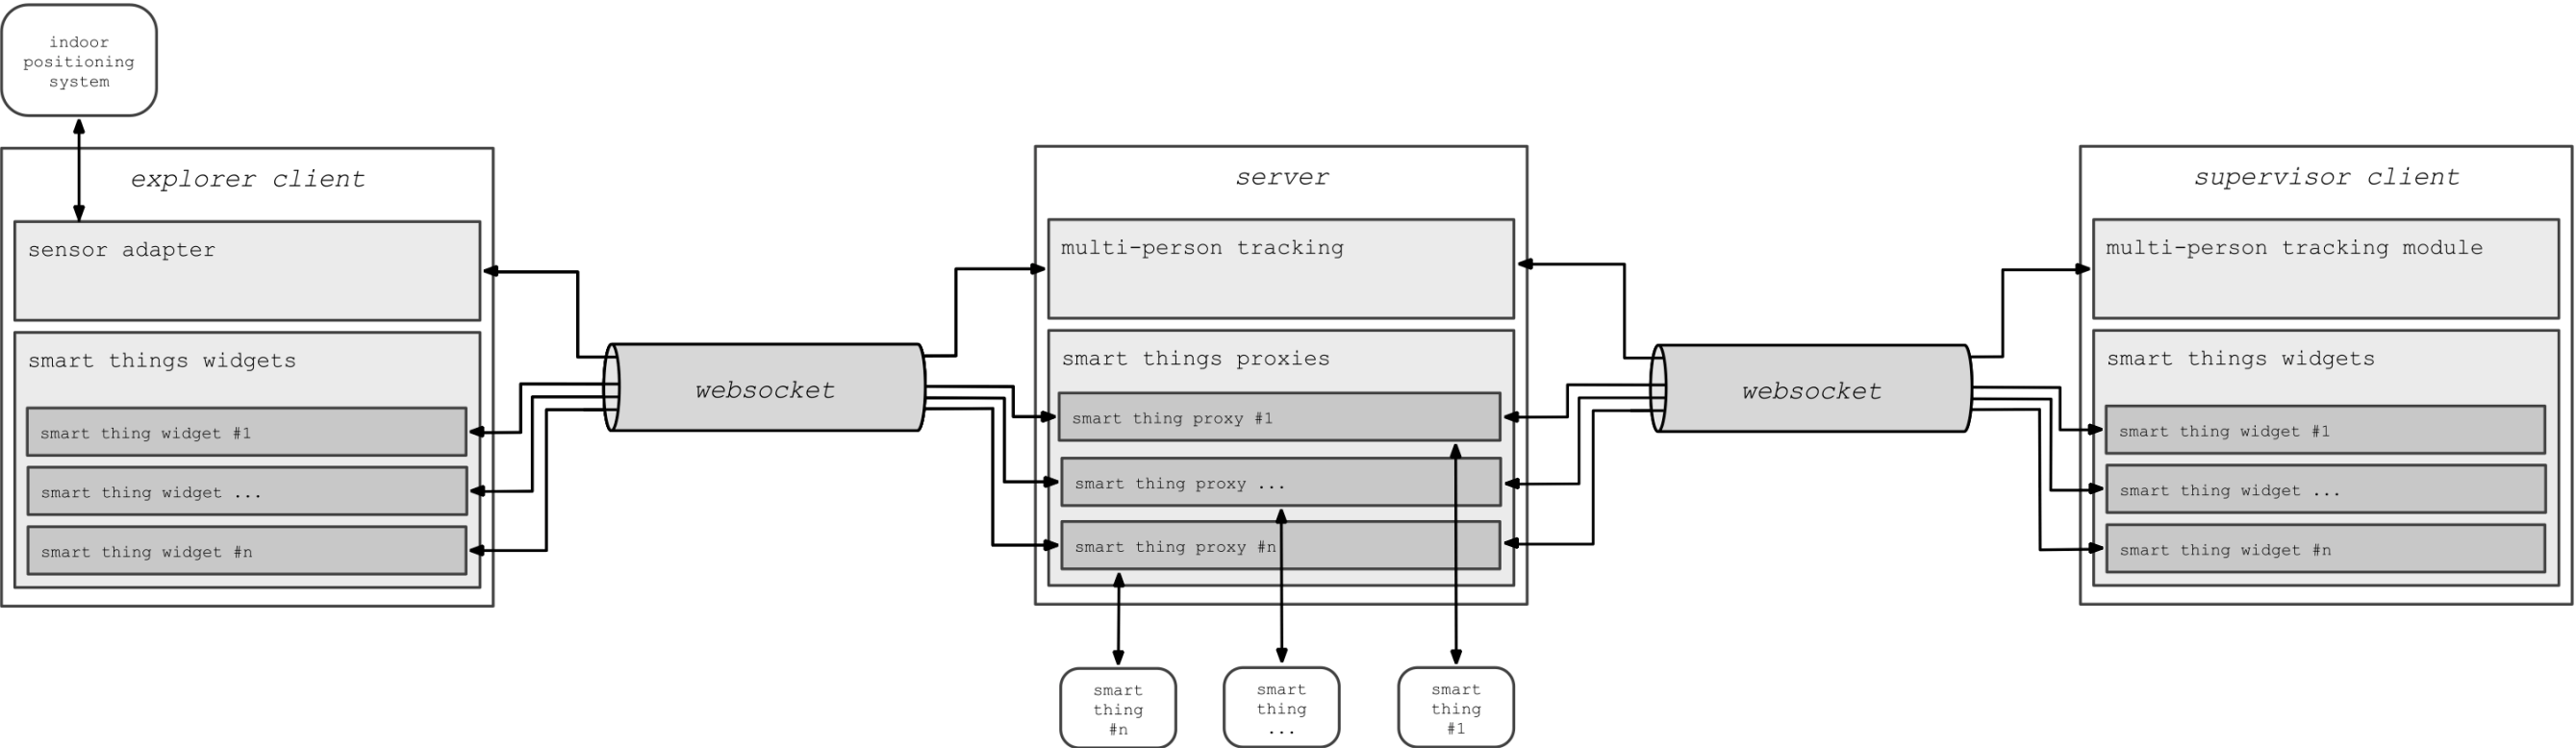 indoor
positioning
system
explorer client
sensor adapter
smart things widgets
smart thing widget #1
smart thing widget ...
smart thing widget #n
websocket
server
multi-person tracking
smart things proxies
smart thing proxy #1
smart thing proxy ...
smart thing proxy #n
smart
thing
#n
smart
thing
...
smart
thing
#1
websocket
supervisor client
multi-person tracking module
smart things widgets
smart thing widget #1
smart thing widget ...
smart thing widget #n